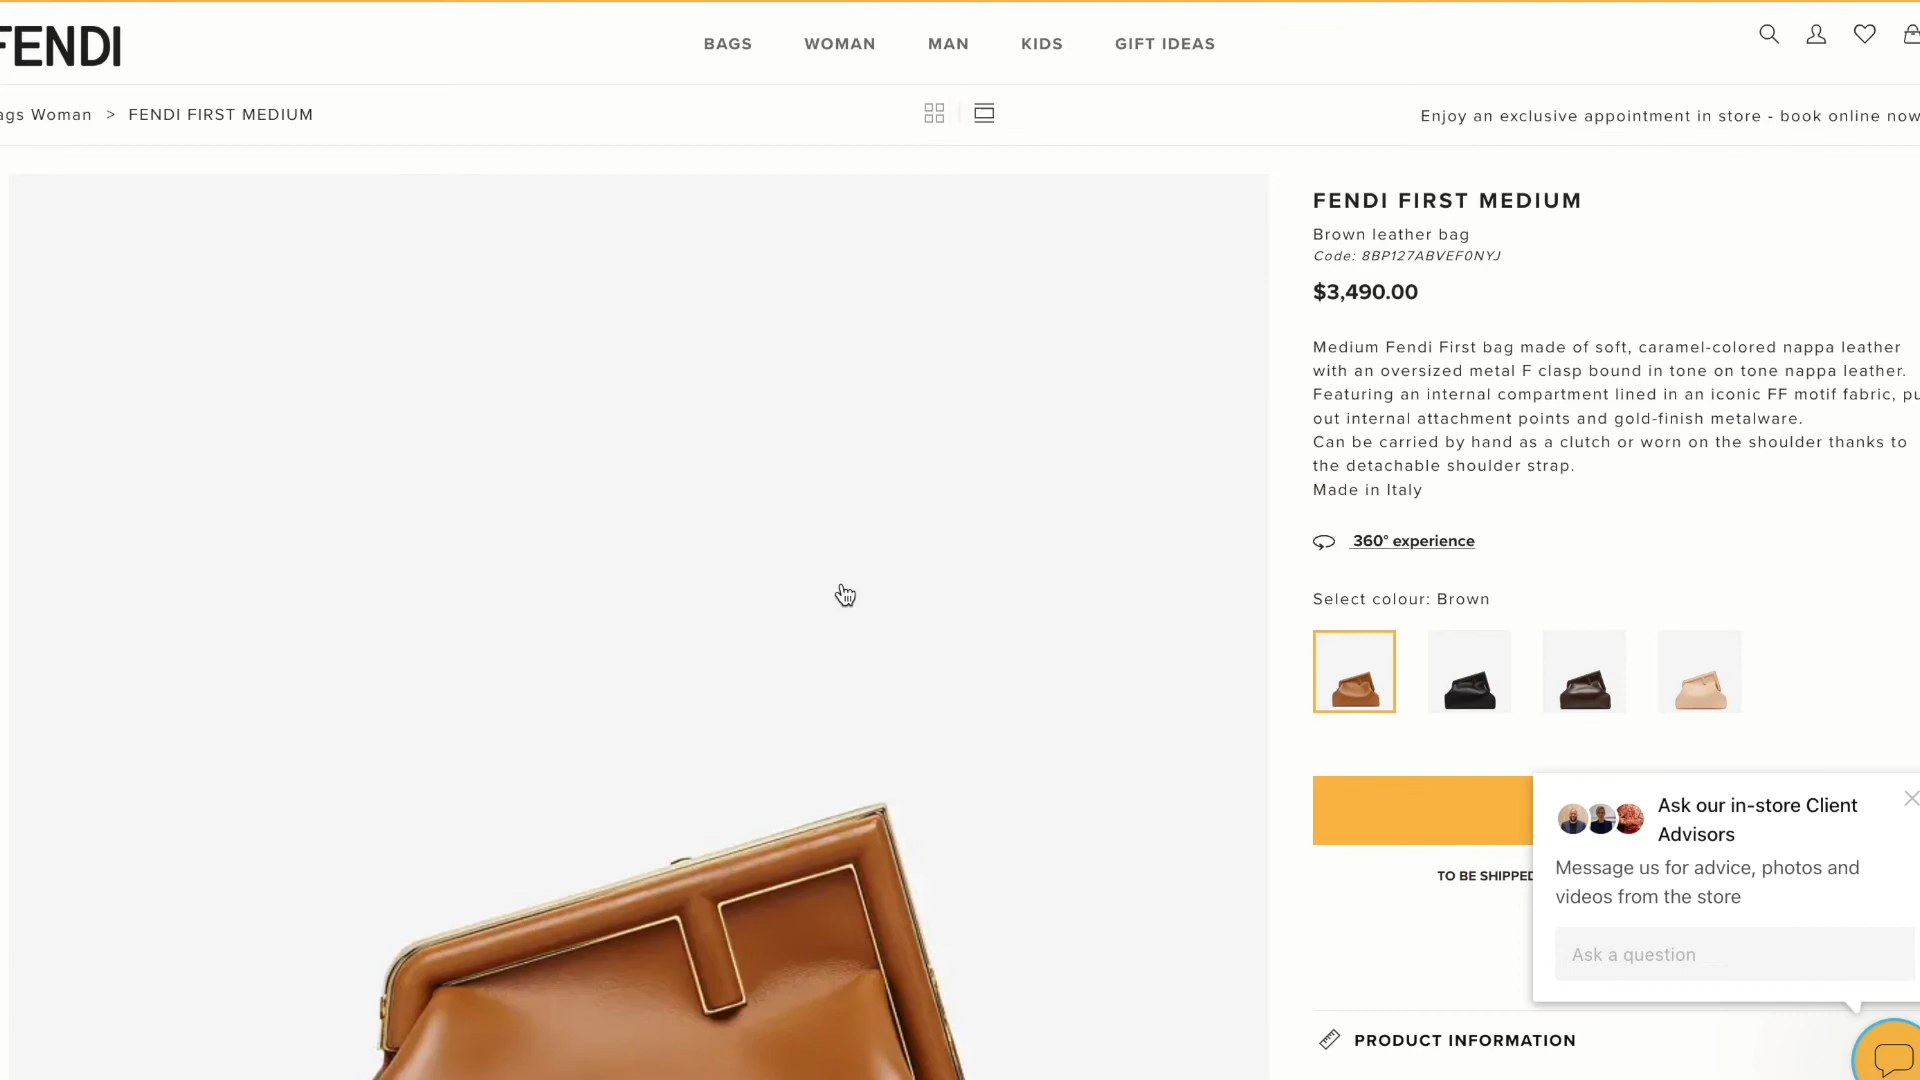 FENDI
BAGS WOMAN MAN KIDS GIFT IDEAS
Woman > FENDI FIRST MEDIUM
Enjoy an exclusive appointment in store - book online now
FENDI FIRST MEDIUM
Brown leather bag
Code: 8BP127ABVEF0NYJ
$3,490.00
Medium Fendi First bag made of soft, caramel-colored nappa leather
with an oversized metal F clasp bound in tone on tone nappa leather.
Featuring an internal compartment lined in an iconic FF motif fabric,
out internal attachment points and gold-finish metalware.
Can be carried by hand as a clutch or worn on the shoulder thanks to
the detachable shoulder strap.
Made in Italy
360° experience
Select colour: Brown
Ask our in-store Client
Advisors
Message us for advice, photos and
videos from the store
TO BE SHIPPED
Ask a question
PRODUCT INFORMATION